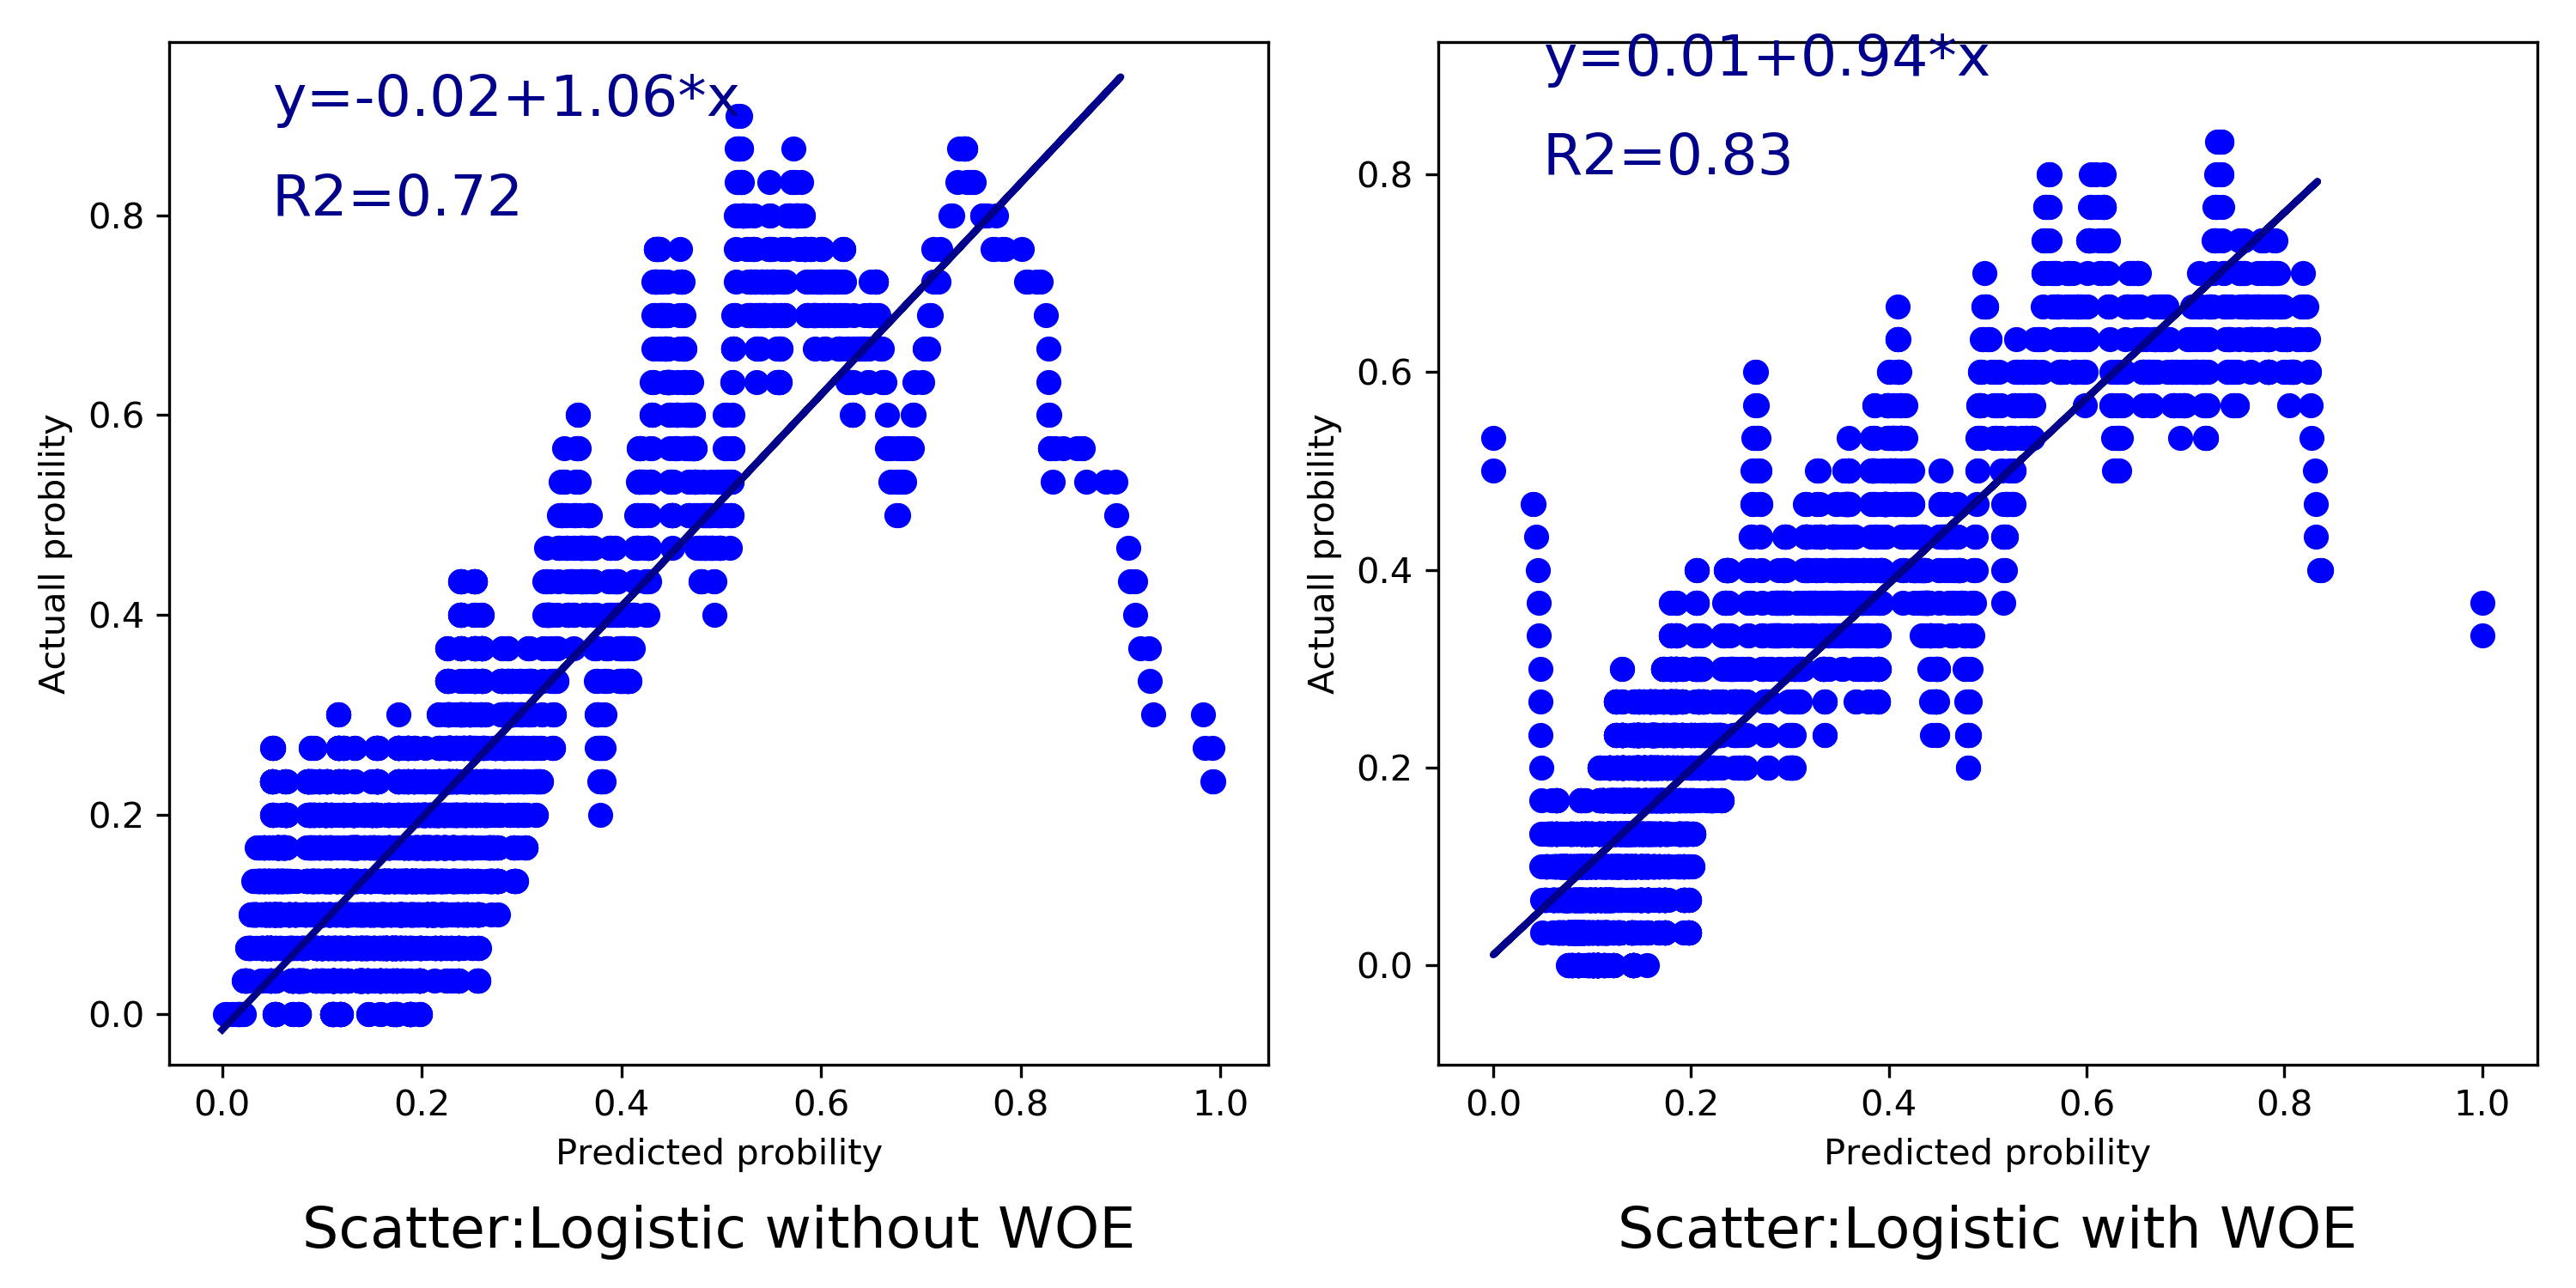 y=-0.02+1.06*x
R2=0.72
0.8
0.6
0.4
0.2
0.0
Actuall probility
0.0 0.2 0.4 0.6 0.8 1.0
Predicted probility
Scatter:Logistic without WOE
y=0.01+0.94*x
R2=0.83
0.8
0.6
0.4
0.2
0.0
Actuall probility
0.0 0.2 0.4 0.6 0.8 1.0
Predicted probility
Scatter:Logistic with WOE